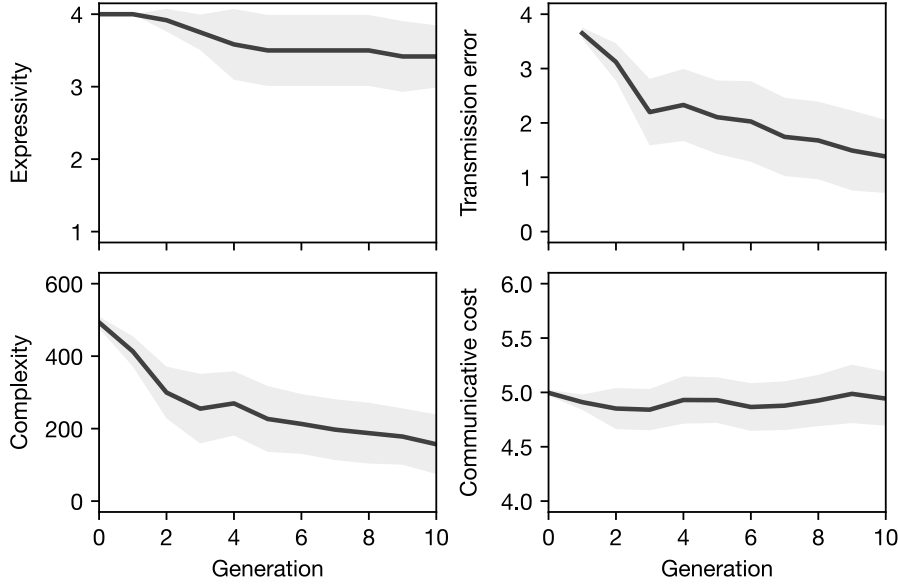 Expressivity
4
3
2
1
Transmission error
4
3
2
1
0
Complexity
600
400
200
0
0 2 4 6 8 10
Generation
Communicative cost
6.0
5.5
5.0
4.5
4.0
0 2 4 6 8 10
Generation